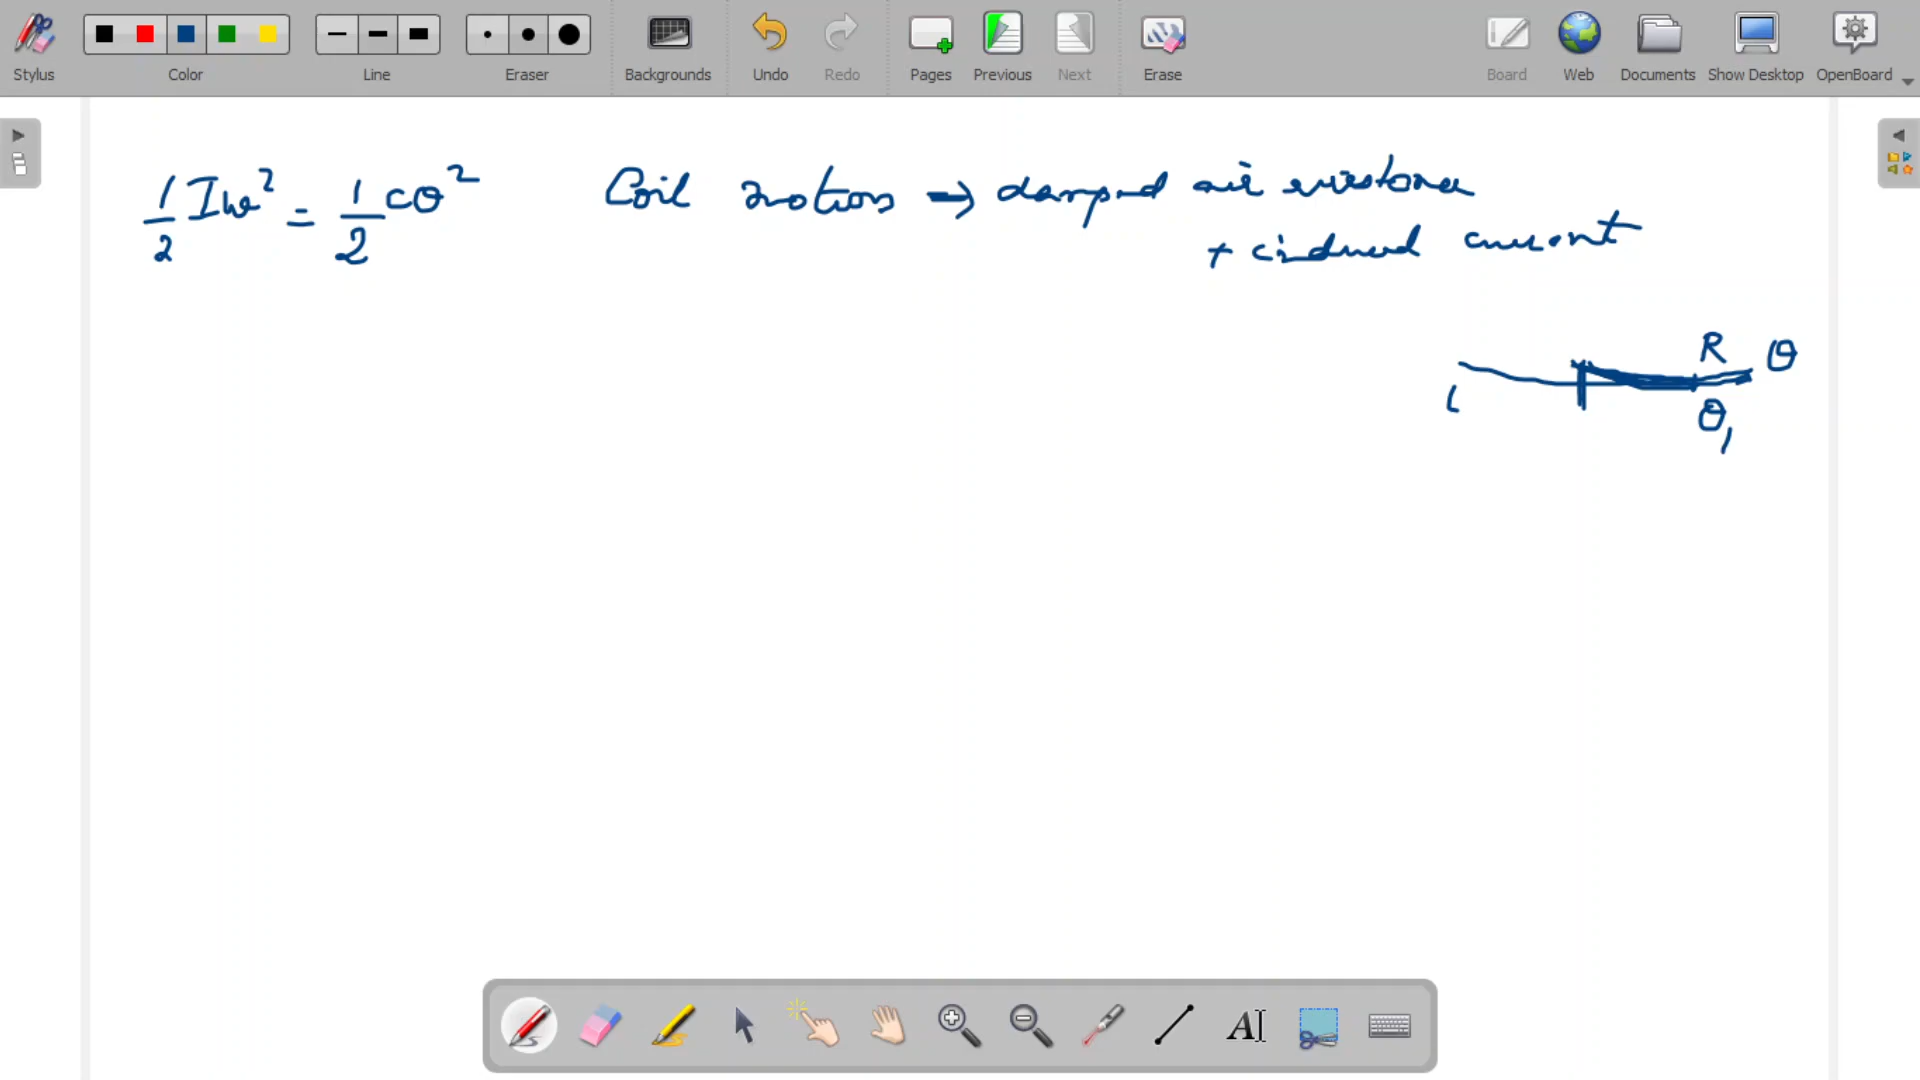 Stylus Color Line Eraser Backgrounds Undo Redo Pages Previous Next Erase Board Web Documents Show Desktop OpenBoard
1/2 Iω² = 1/2 cθ² Coil motion → damped air resistance
+ induced current
R θ
L θ₁
A